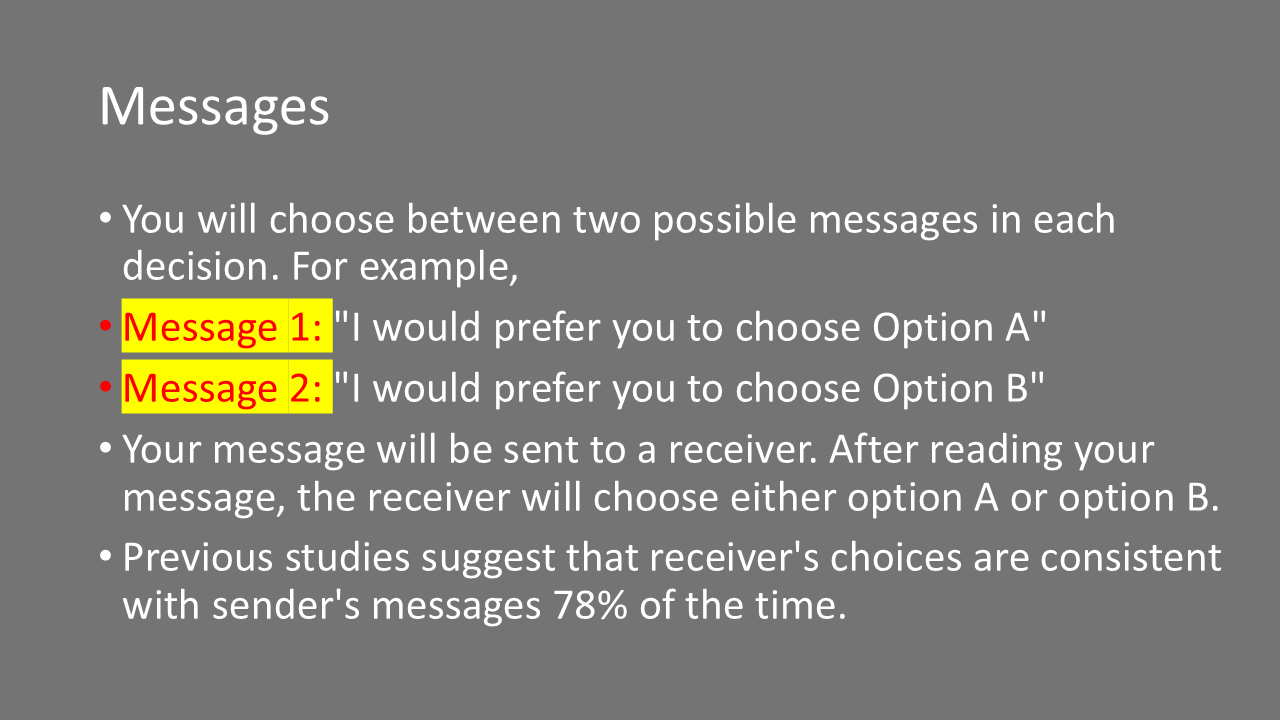 Messages
• You will choose between two possible messages in each
decision. For example,
• Message 1: "I would prefer you to choose Option A"
• Message 2: "I would prefer you to choose Option B"
• Your message will be sent to a receiver. After reading your
message, the receiver will choose either option A or option B.
• Previous studies suggest that receiver's choices are consistent
with sender's messages 78% of the time.